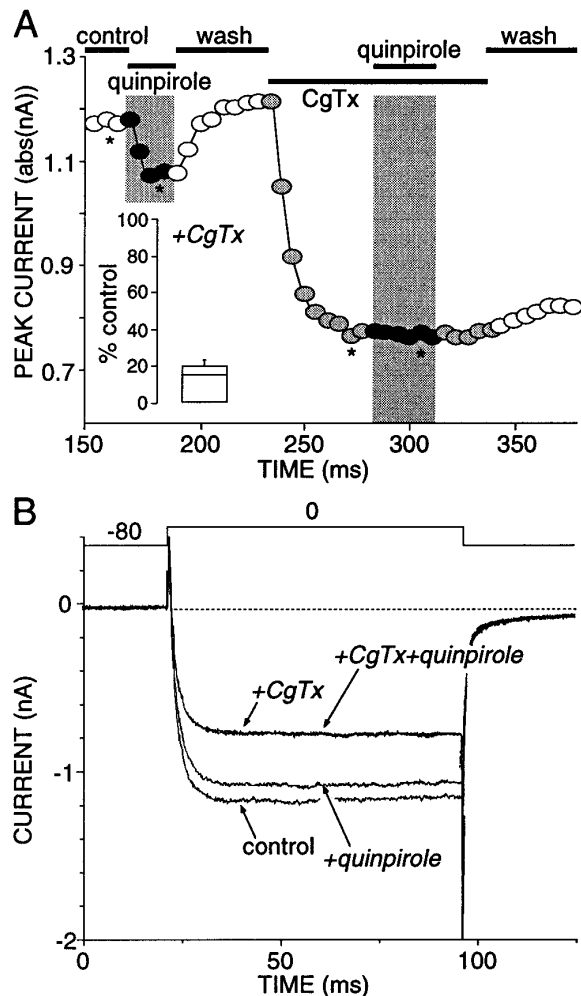 A
control
wash
quinpirole
wash
quinpirole
CgTx
PEAK CURRENT (abs(nA))
1.3
1.1
0.9
0.7
*
*
*
*
+CgTx
% control
100
80
60
40
20
0
150
200
250
300
350
TIME (ms)
B
0
-80
CURRENT (nA)
0
-1
-2
+CgTx
+CgTx+quinpirole
control
+quinpirole
0
50
100
TIME (ms)